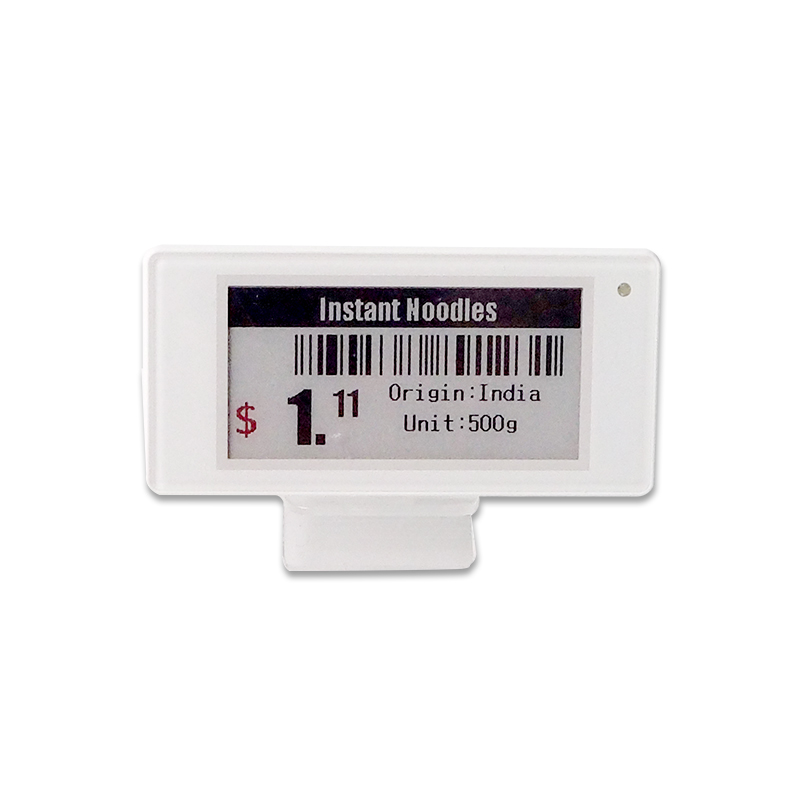 Instant Noodles
$ 1.11
Origin:India
Unit:500g